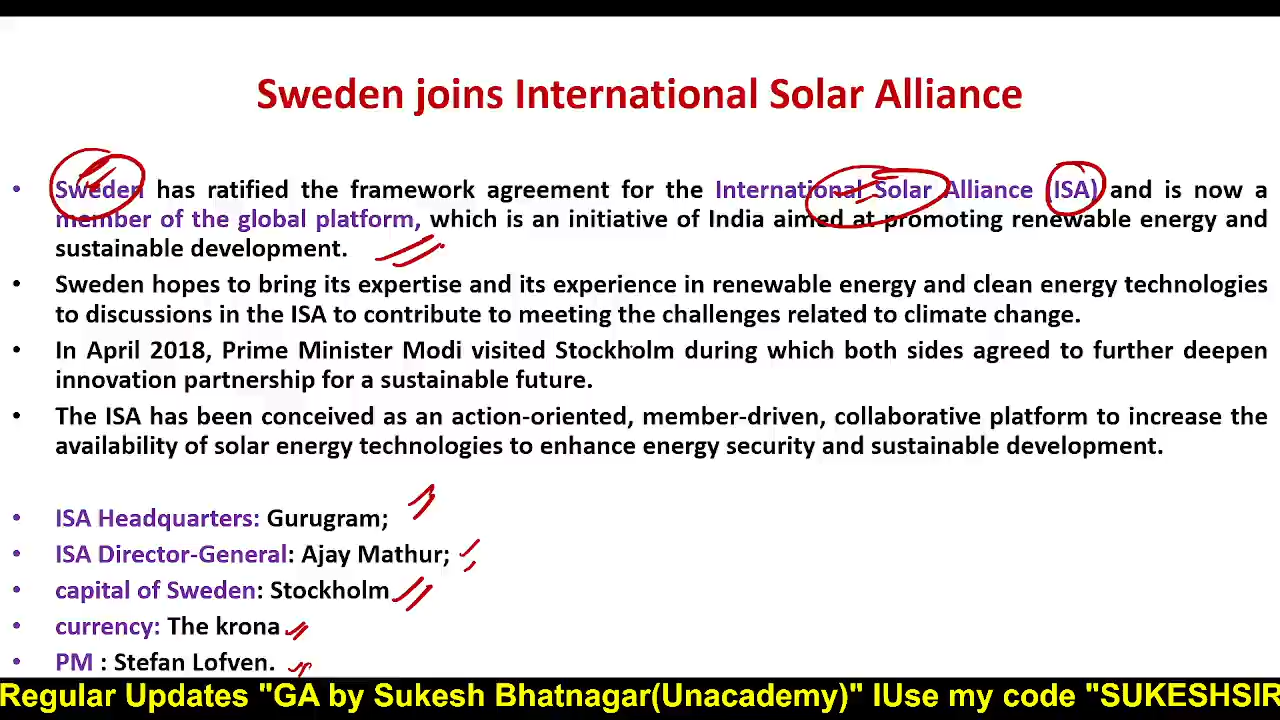 Sweden joins International Solar Alliance
• Sweden has ratified the framework agreement for the International Solar Alliance (ISA) and is now a
member of the global platform, which is an initiative of India aimed at promoting renewable energy and
sustainable development.
• Sweden hopes to bring its expertise and its experience in renewable energy and clean energy technologies
to discussions in the ISA to contribute to meeting the challenges related to climate change.
• In April 2018, Prime Minister Modi visited Stockholm during which both sides agreed to further deepen
innovation partnership for a sustainable future.
• The ISA has been conceived as an action-oriented, member-driven, collaborative platform to increase the
availability of solar energy technologies to enhance energy security and sustainable development.
• ISA Headquarters: Gurugram;
• ISA Director-General: Ajay Mathur;
• capital of Sweden: Stockholm
• currency: The krona
• PM : Stefan Lofven.
Regular Updates "GA by Sukesh Bhatnagar(Unacademy)" IUse my code "SUKESHSIR